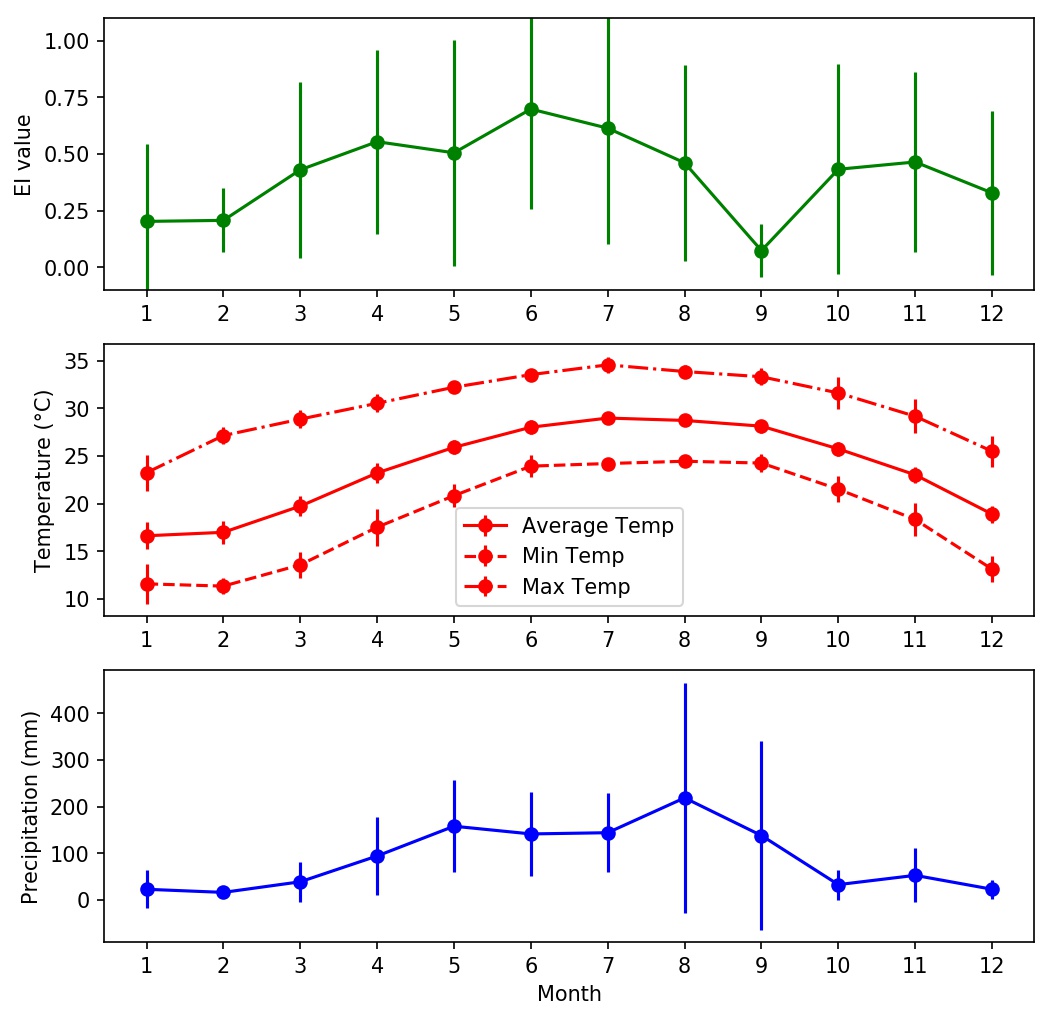 EI value
1.00
0.75
0.50
0.25
0.00
1 2 3 4 5 6 7 8 9 10 11 12
Temperature (°C)
35
30
25
20
15
10
Average Temp
Min Temp
Max Temp
1 2 3 4 5 6 7 8 9 10 11 12
Precipitation (mm)
400
300
200
100
0
1 2 3 4 5 6 7 8 9 10 11 12
Month